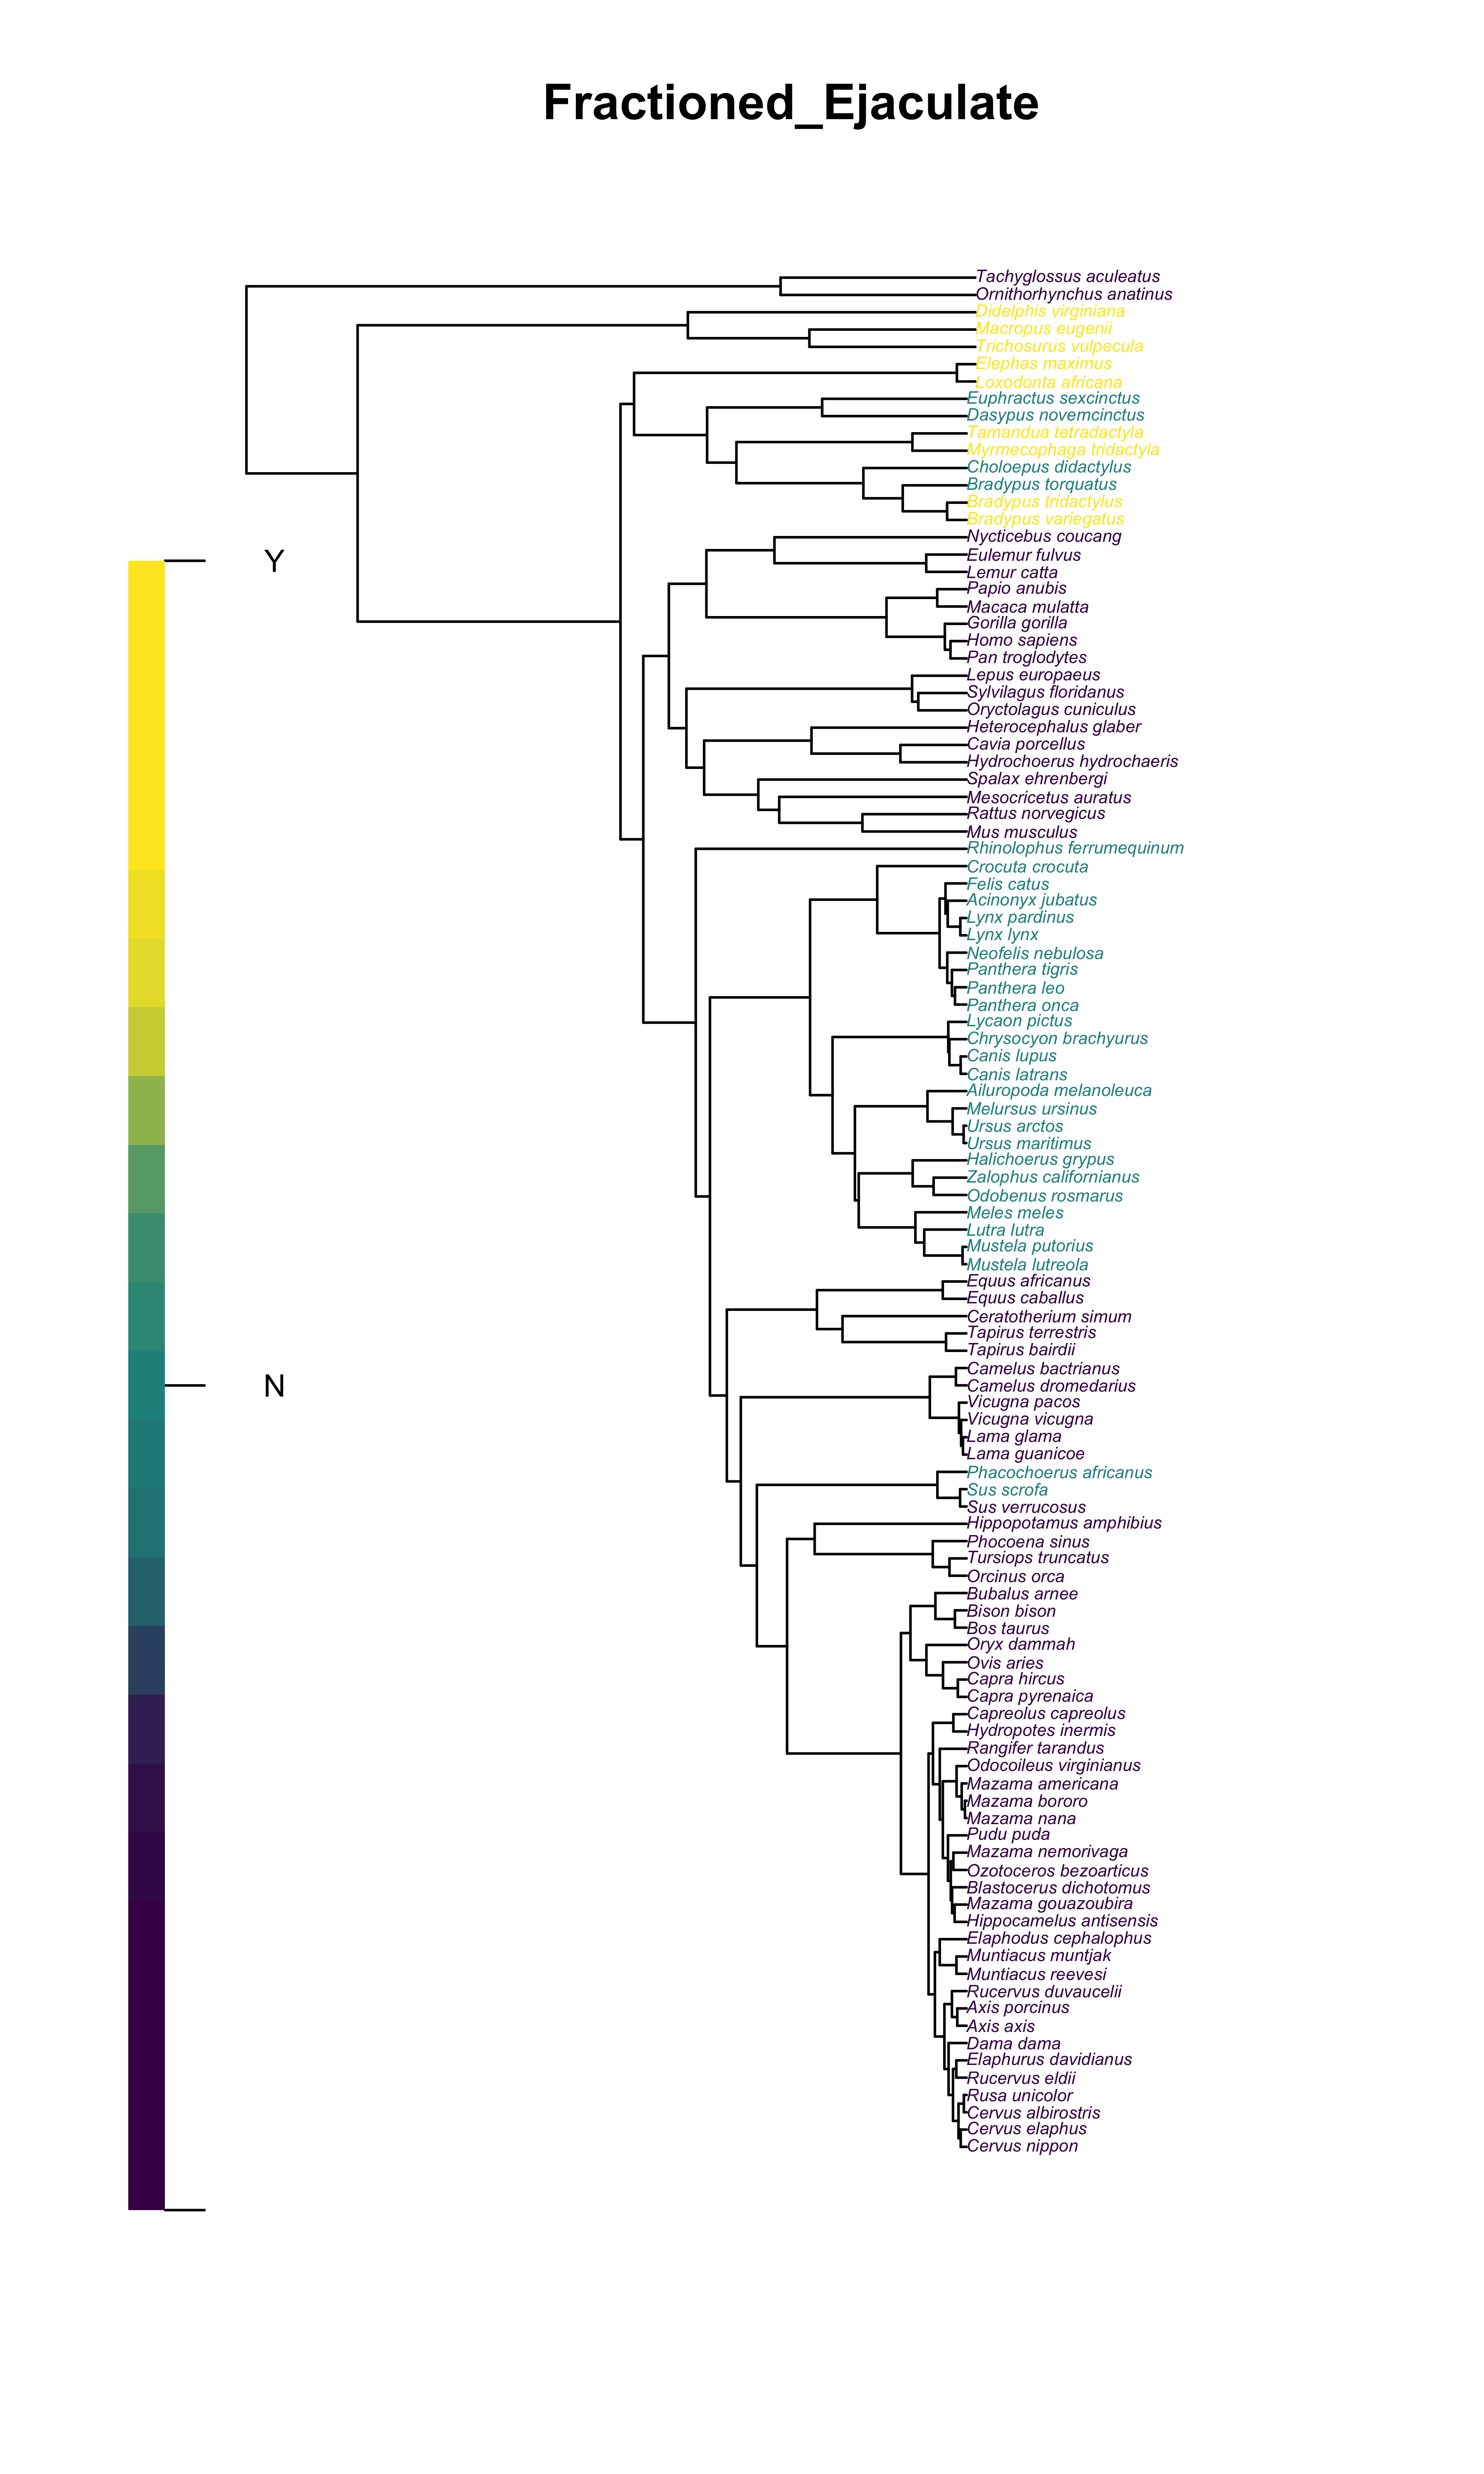 Fractioned_Ejaculate
Tachyglossus aculeatus
Ornithorhynchus anatinus
Didelphis virginiana
Macropus eugenii
Trichosurus vulpecula
Elephas maximus
Loxodonta africana
Euphractus sexcinctus
Dasypus novemcinctus
Tamandua tetradactyla
Myrmecophaga tridactyla
Choloepus didactylus
Bradypus torquatus
Bradypus tridactylus
Bradypus variegatus
Nycticebus coucang
Eulemur fulvus
Y
Lemur catta
Papio anubis
Macaca mulatta
Gorilla gorilla
Homo sapiens
Pan troglodytes
Lepus europaeus
Sylvilagus floridanus
Oryctolagus cuniculus
Heterocephalus glaber
Cavia porcellus
Hydrochoerus hydrochaeris
Spalax ehrenbergi
Mesocricetus auratus
Rattus norvegicus
Mus musculus
Rhinolophus ferrumequinum
Crocuta crocuta
Felis catus
Acinonyx jubatus
Lynx pardinus
Lynx lynx
Neofelis nebulosa
Panthera tigris
Panthera leo
Panthera onca
Lycaon pictus
Chrysocyon brachyurus
Canis lupus
Canis latrans
Ailuropoda melanoleuca
Melursus ursinus
Ursus arctos
Ursus maritimus
Halichoerus grypus
Zalophus californianus
Odobenus rosmarus
Meles meles
Lutra lutra
Mustela putorius
Mustela lutreola
Equus africanus
Equus caballus
Ceratotherium simum
Tapirus terrestris
Tapirus bairdii
Camelus bactrianus
N
Camelus dromedarius
Vicugna pacos
Vicugna vicugna
Lama glama
Lama guanicoe
Phacochoerus africanus
Sus scrofa
Sus verrucosus
Hippopotamus amphibius
Phocoena sinus
Tursiops truncatus
Orcinus orca
Bubalus arnee
Bison bison
Bos taurus
Oryx dammah
Ovis aries
Capra hircus
Capra pyrenaica
Capreolus capreolus
Hydropotes inermis
Rangifer tarandus
Odocoileus virginianus
Mazama americana
Mazama bororo
Mazama nana
Pudu puda
Mazama nemorivaga
Ozotoceros bezoarticus
Blastocerus dichotomus
Mazama gouazoubira
Hippocamelus antisensis
Elaphodus cephalophus
Muntiacus muntjak
Muntiacus reevesi
Rucervus duvaucelii
Axis porcinus
Axis axis
Dama dama
Elaphurus davidianus
Rucervus eldii
Rusa unicolor
Cervus albirostris
Cervus elaphus
Cervus nippon